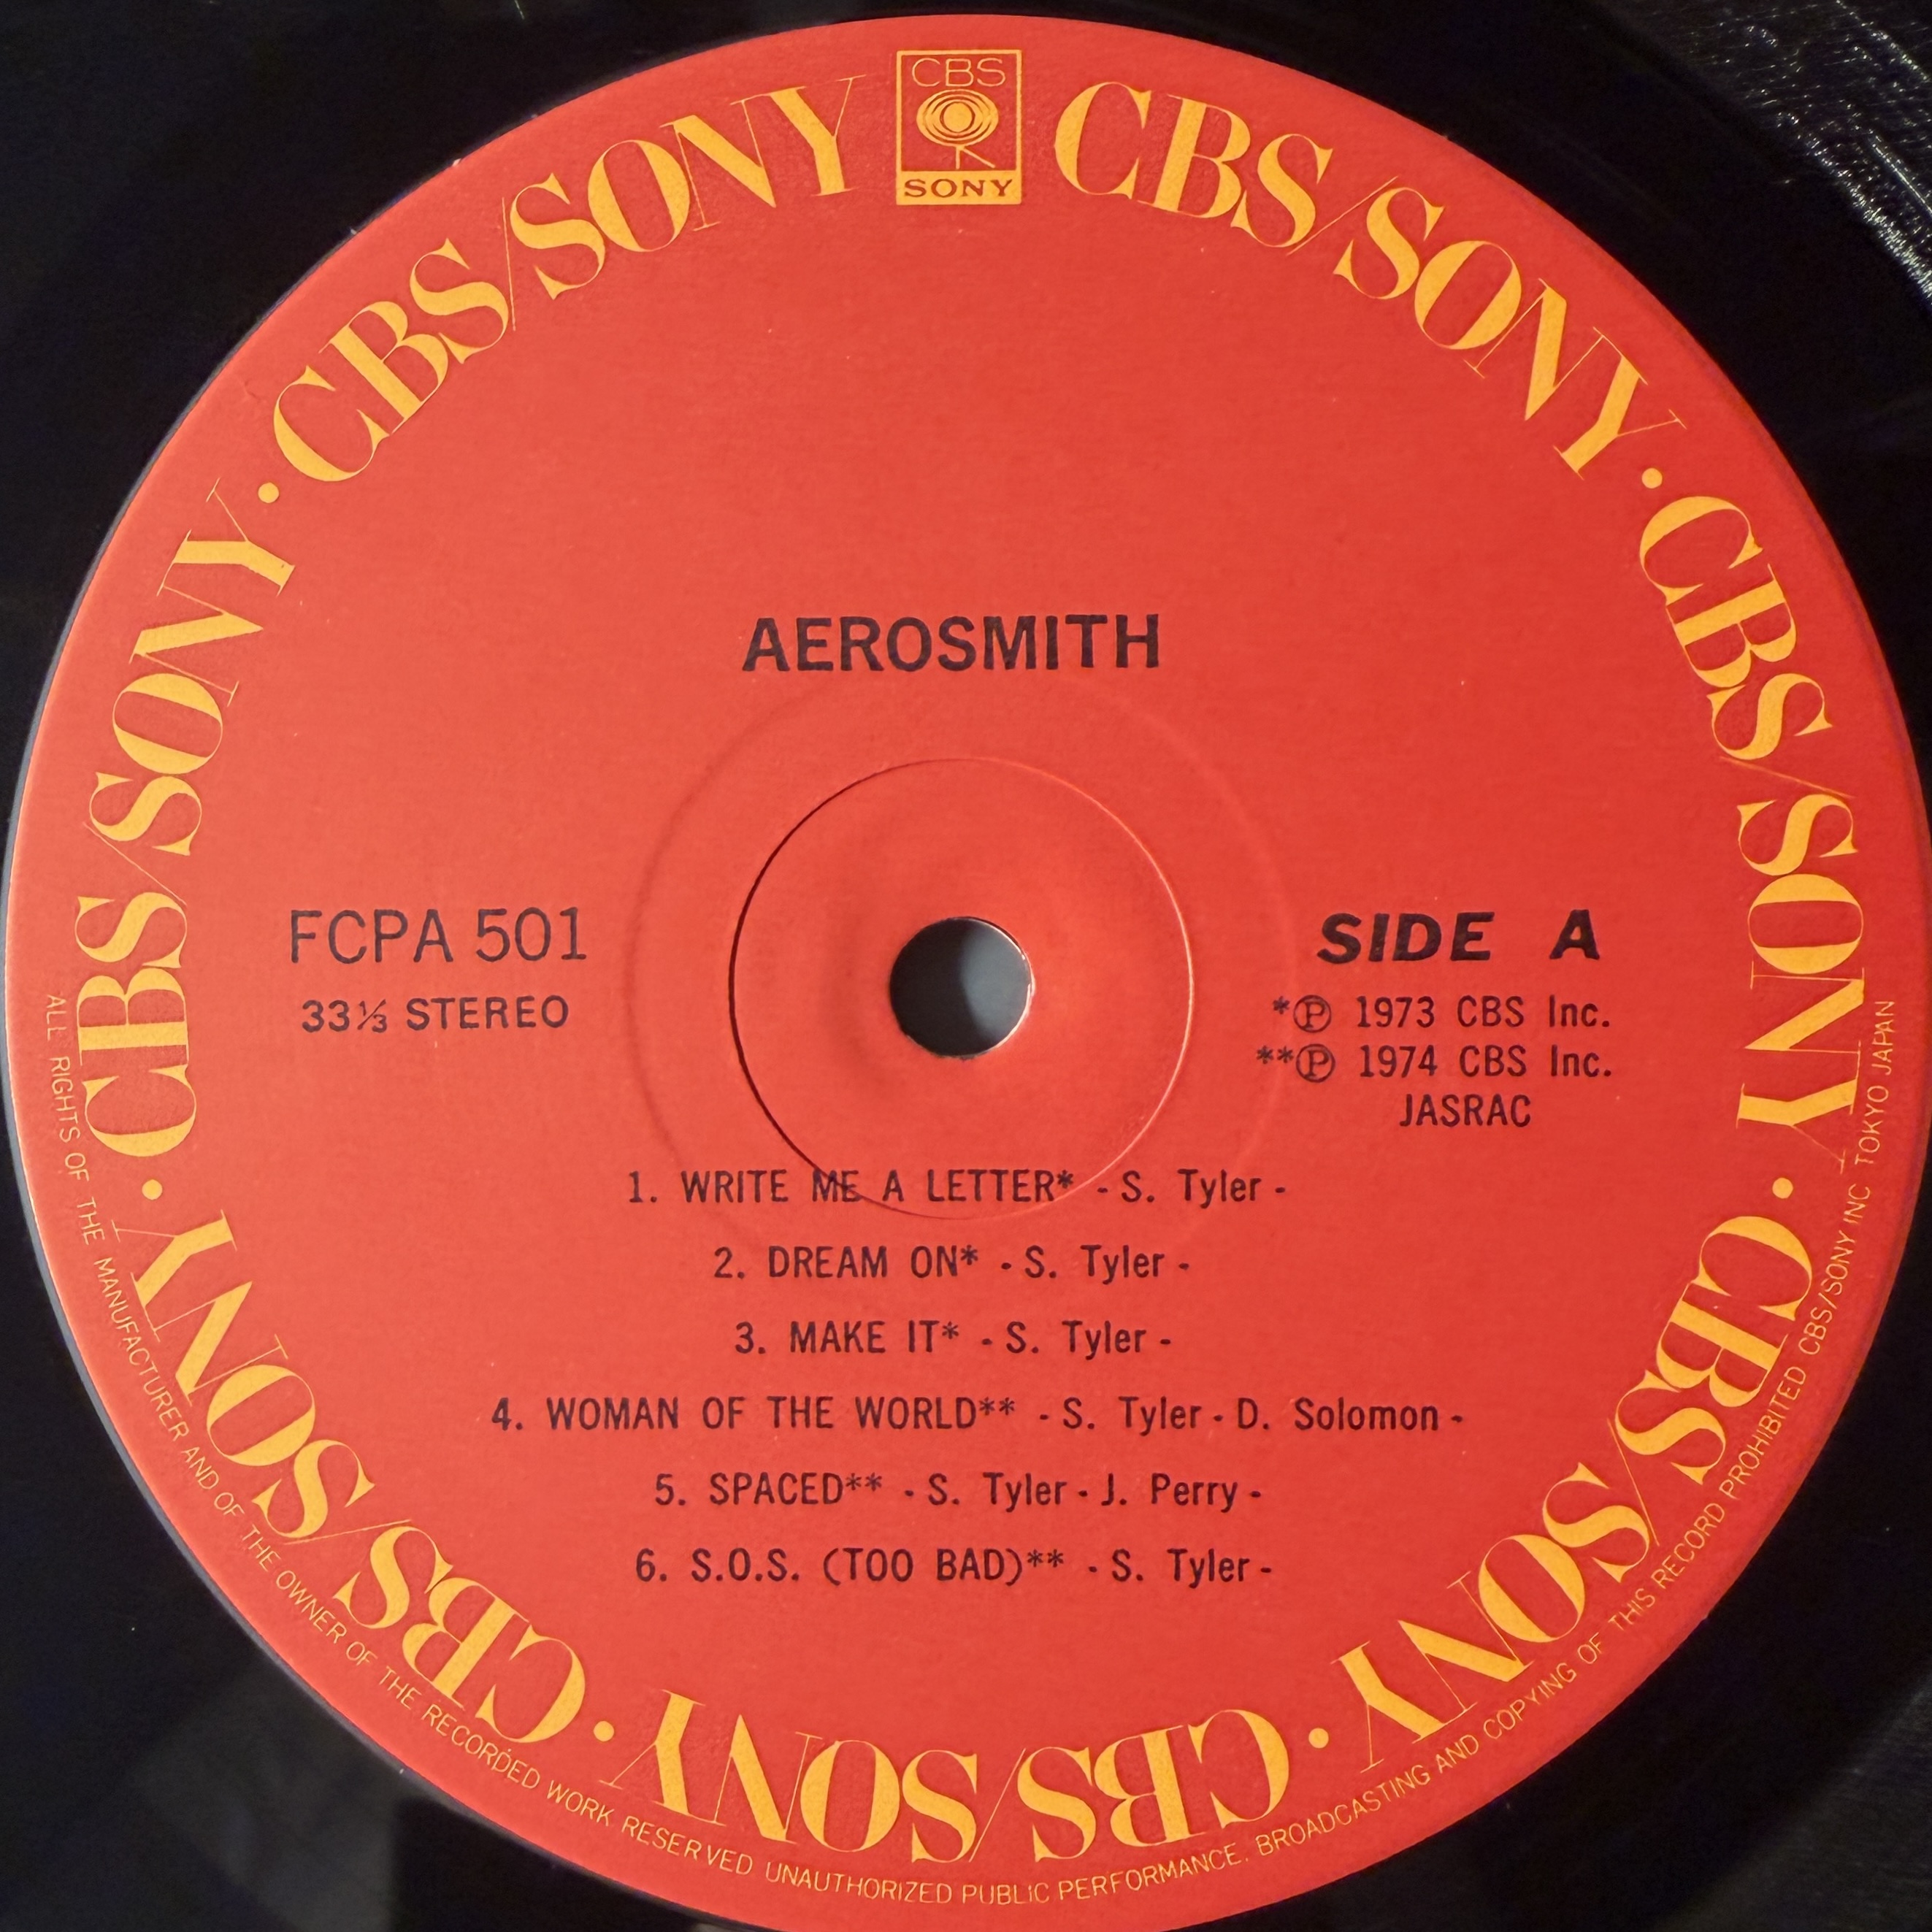 CBS
SONY
CBS/SONY · CBS/SONY · CBS/SONY · CBS/SONY · CBS/SONY · CBS/SONY · CBS/SONY
AEROSMITH
FCPA 501
33⅓ STEREO
SIDE A
*Ⓟ 1973 CBS Inc.
**Ⓟ 1974 CBS Inc.
JASRAC
1. WRITE ME A LETTER* - S. Tyler -
2. DREAM ON* - S. Tyler -
3. MAKE IT* - S. Tyler -
4. WOMAN OF THE WORLD** - S. Tyler - D. Solomon -
5. SPACED** - S. Tyler - J. Perry -
6. S.O.S. (TOO BAD)** - S. Tyler -
ALL RIGHTS OF THE MANUFACTURER AND OF THE OWNER OF THE RECORDED WORK RESERVED UNAUTHORIZED PUBLIC PERFORMANCE. BROADCASTING AND COPYING OF THIS RECORD PROHIBITED CBS/SONY INC TOKYO JAPAN